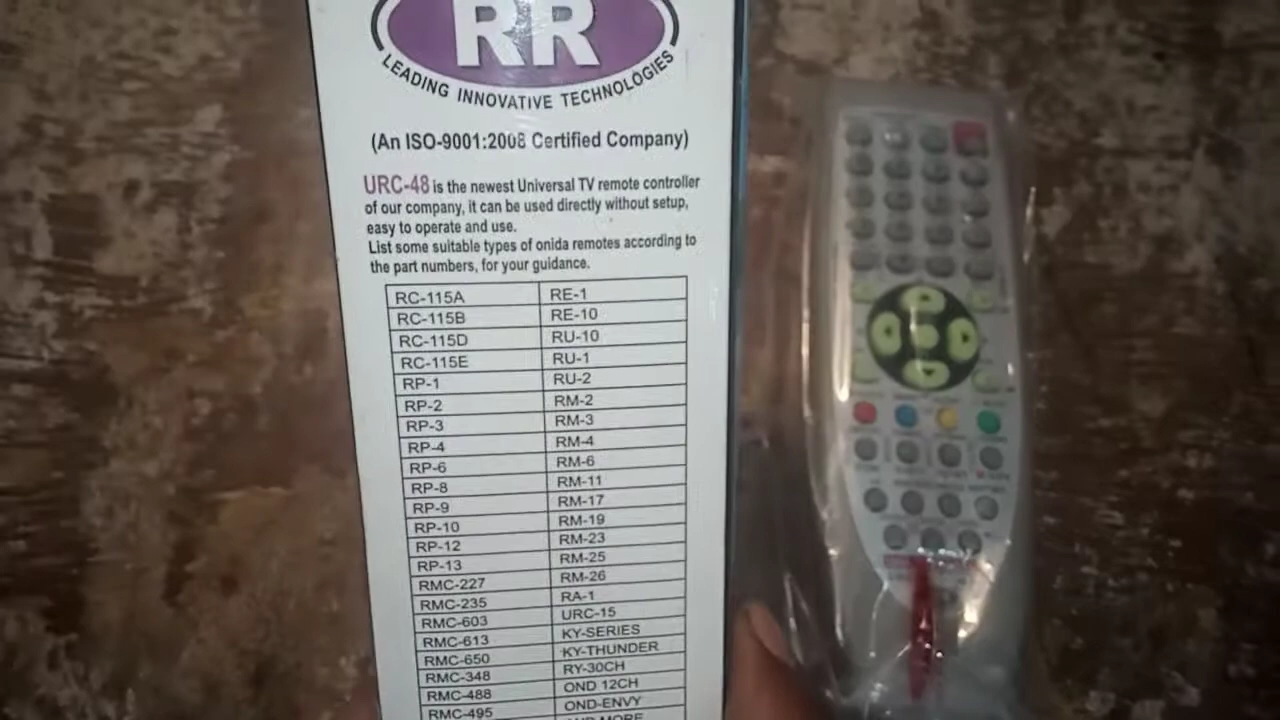 RR
LEADING INNOVATIVE TECHNOLOGIES
(An ISO-9001:2008 Certified Company)
URC-48 is the newest Universal TV remote controller
of our company, it can be used directly without setup,
easy to operate and use.
List some suitable types of onida remotes according to
the part numbers, for your guidance.
RC-115A RE-1
RC-115B RE-10
RC-115D RU-10
RC-115E RU-1
RP-1 RU-2
RP-2 RM-2
RP-3 RM-3
RP-4 RM-4
RP-6 RM-6
RP-8 RM-11
RP-9 RM-17
RP-10 RM-19
RP-12 RM-23
RP-13 RM-25
RMC-227 RM-26
RMC-235 RA-1
RMC-603 URC-15
RMC-613 KY-SERIES
RMC-650 KY-THUNDER
RMC-348 RY-30CH
RMC-488 OND 12CH
RMC-495 OND-ENVY
AND MORE